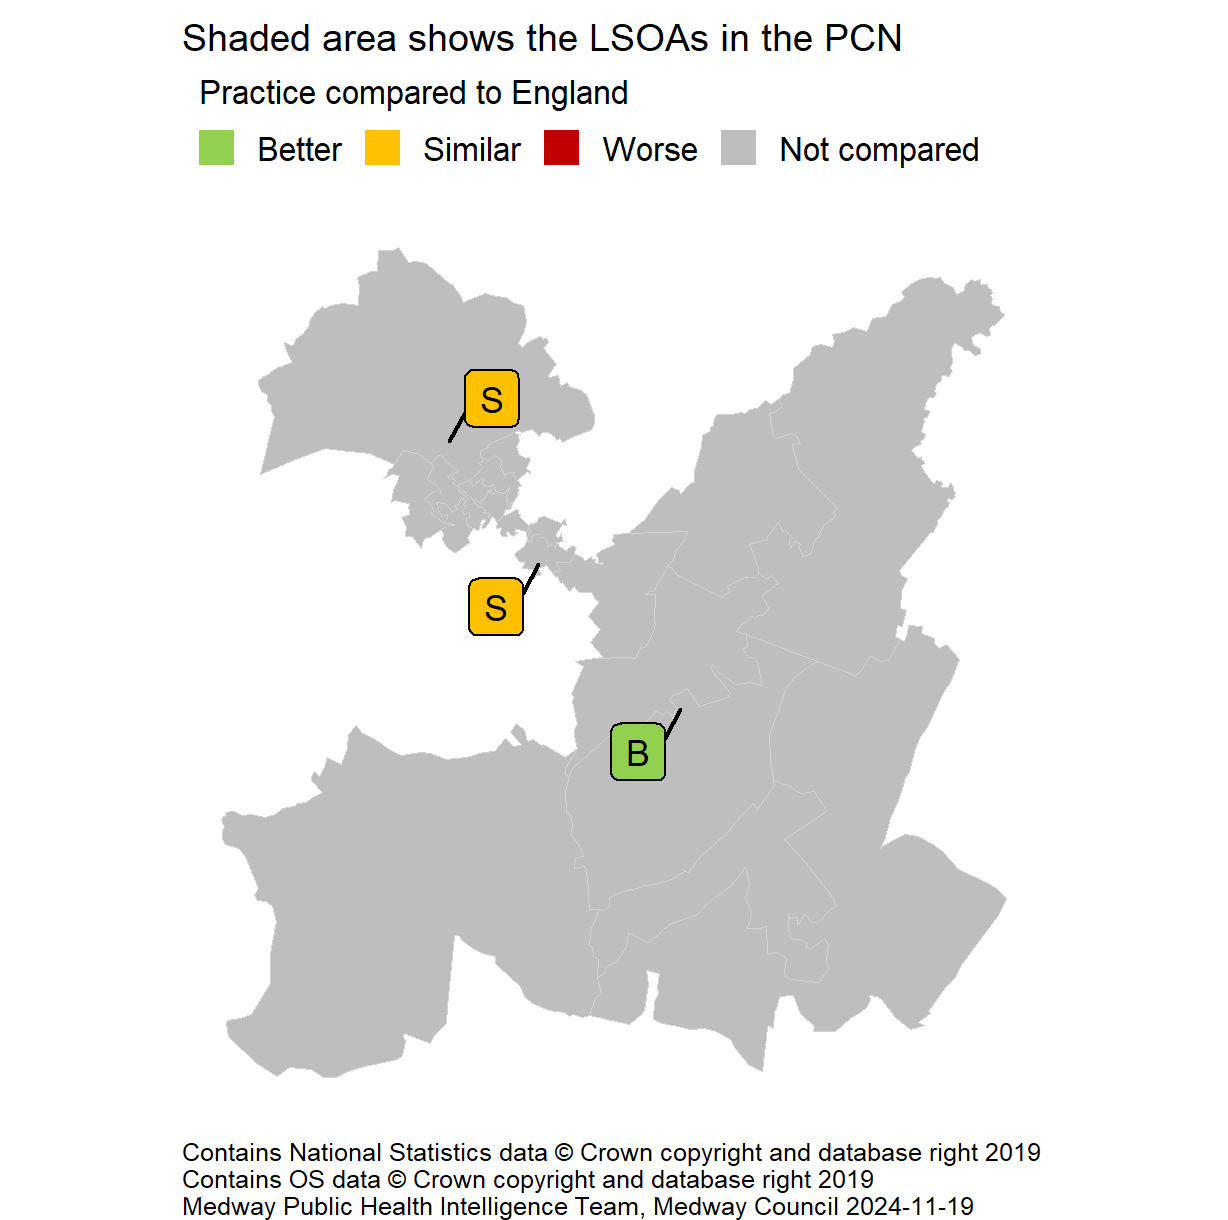 Shaded area shows the LSOAs in the PCN
Practice compared to England
Better Similar Worse Not compared
S
S
B
Contains National Statistics data © Crown copyright and database right 2019
Contains OS data © Crown copyright and database right 2019
Medway Public Health Intelligence Team, Medway Council 2024-11-19